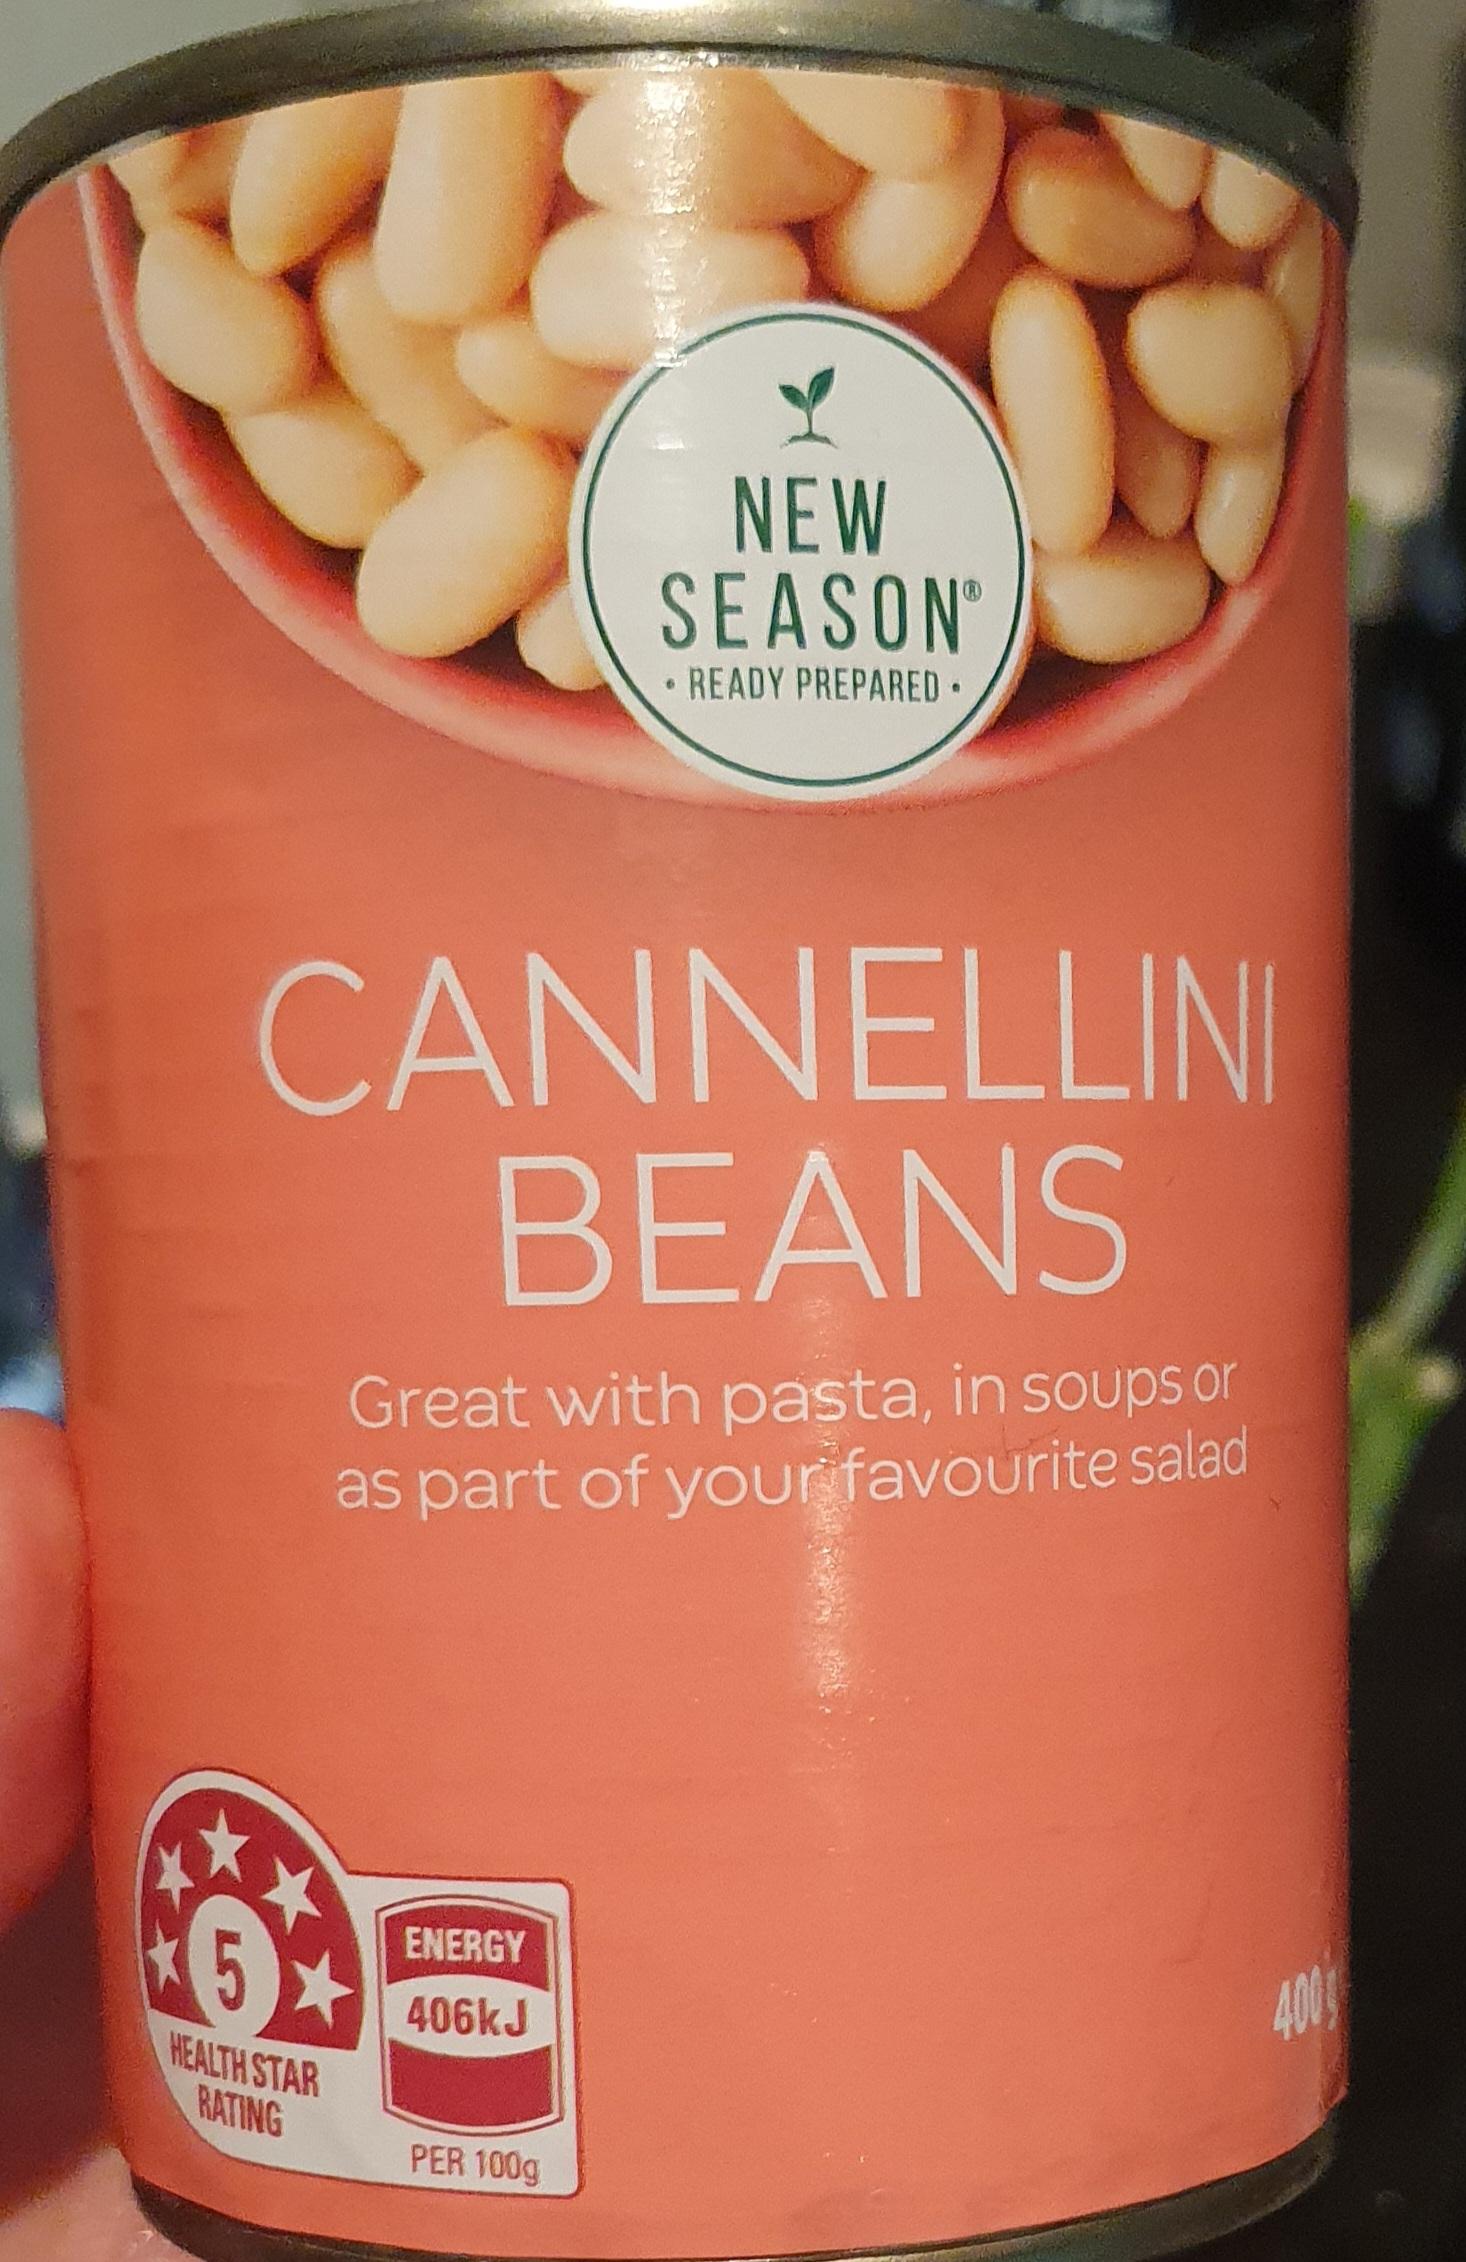 NEW
SEASON®
• READY PREPARED •
CANNELLINI
BEANS
Great with pasta, in soups or
as part of your favourite salad
5
HEALTH STAR
RATING
ENERGY
406kJ
PER 100g
400g